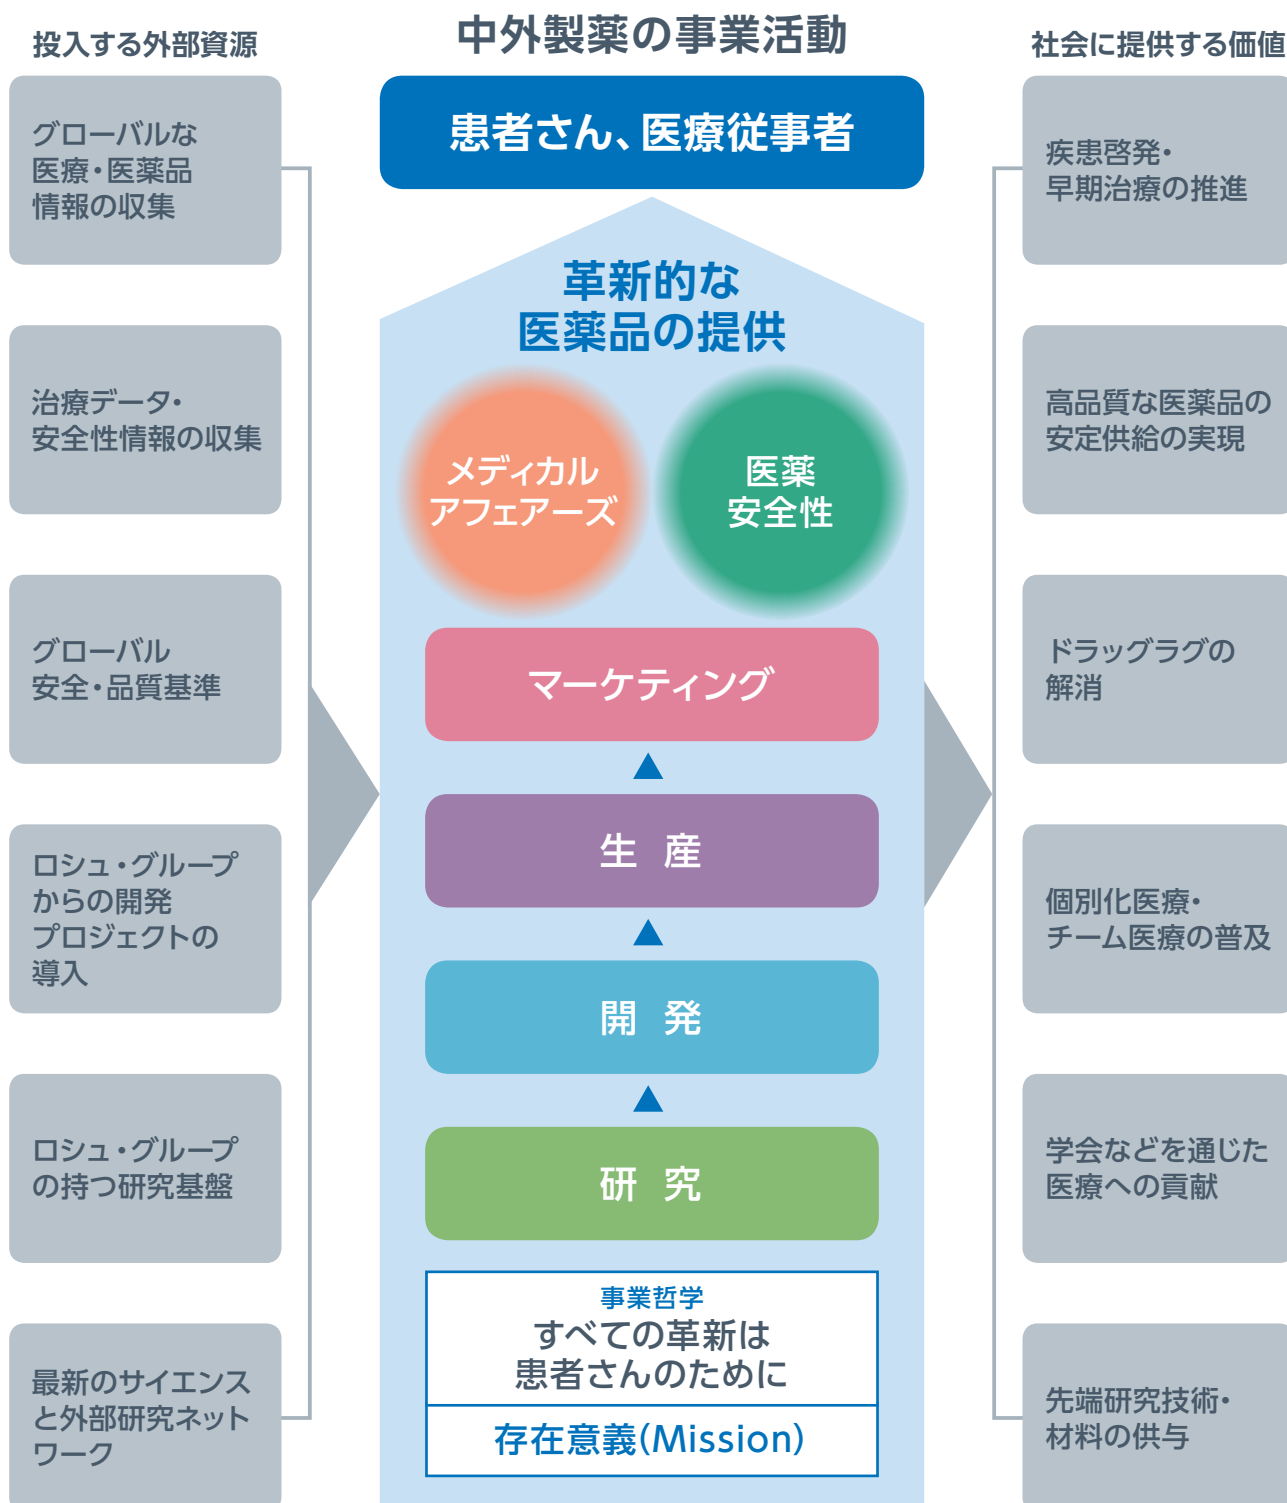 投入する外部資源
グローバルな
医療・医薬品
情報の収集
治療データ・
安全性情報の収集
グローバル
安全・品質基準
ロシュ・グループ
からの開発
プロジェクトの
導入
ロシュ・グループ
の持つ研究基盤
最新のサイエンス
と外部研究ネット
ワーク
中外製薬の事業活動
患者さん、医療従事者
革新的な
医薬品の提供
メディカル
アフェアーズ
医薬
安全性
マーケティング
生 産
開 発
研 究
事業哲学
すべての革新は
患者さんのために
存在意義(Mission)
社会に提供する価値
疾患啓発・
早期治療の推進
高品質な医薬品の
安定供給の実現
ドラッグラグの
解消
個別化医療・
チーム医療の普及
学会などを通じた
医療への貢献
先端研究技術・
材料の供与